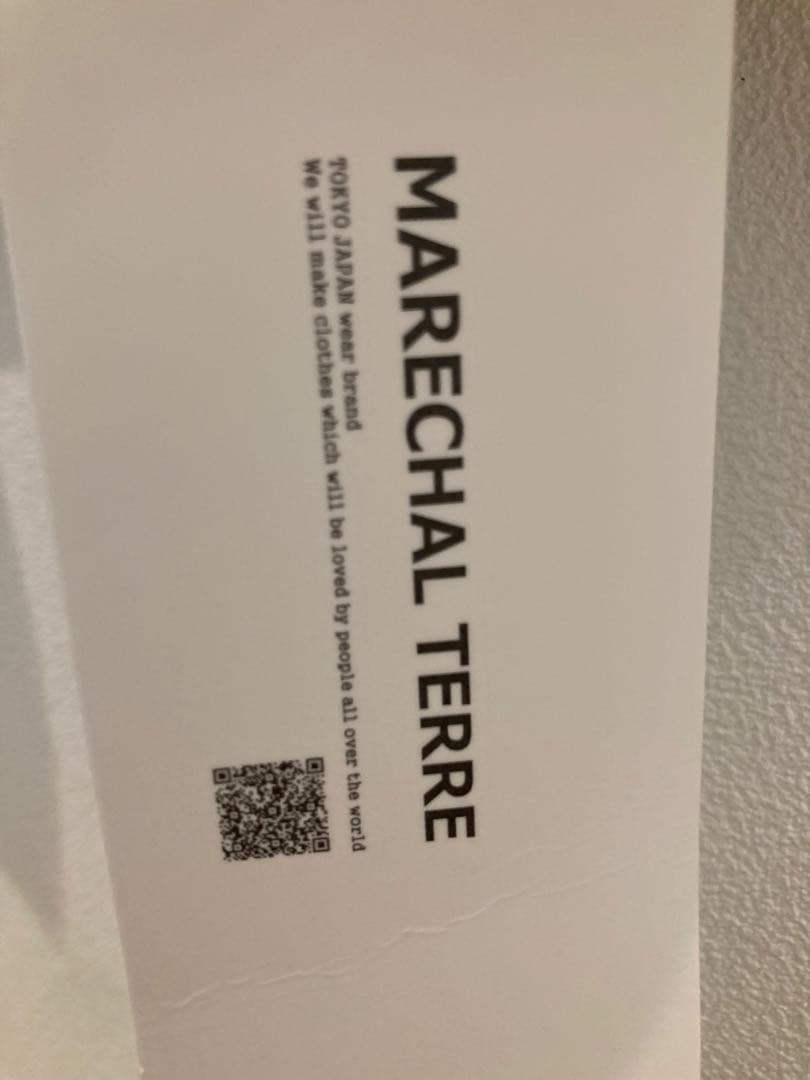 MARECHAL TERRE
TOKYO JAPAN wear brand
We will make clothes which will be loved by people all over the world